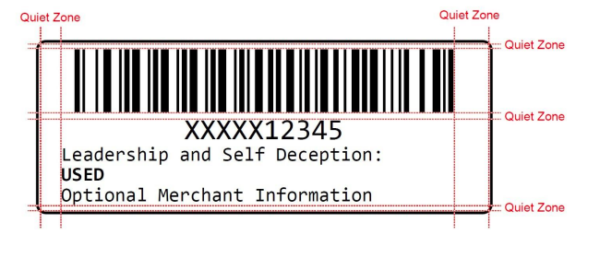 Quiet Zone
Quiet Zone
Quiet Zone
XXXXX12345
Quiet Zone
Leadership and Self Deception:
USED
Optional Merchant Information
Quiet Zone